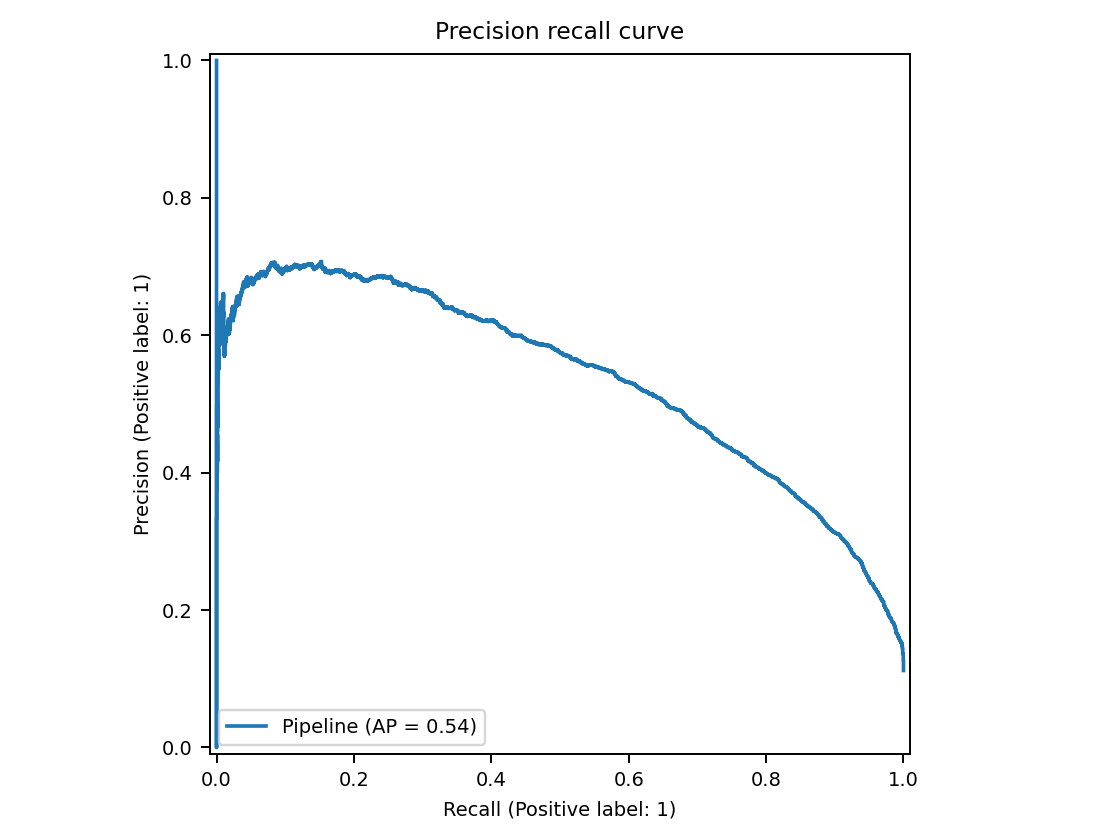 Precision recall curve
1.0
0.8
0.6
0.4
0.2
0.0
Precision (Positive label: 1)
Pipeline (AP = 0.54)
0.0 0.2 0.4 0.6 0.8 1.0
Recall (Positive label: 1)